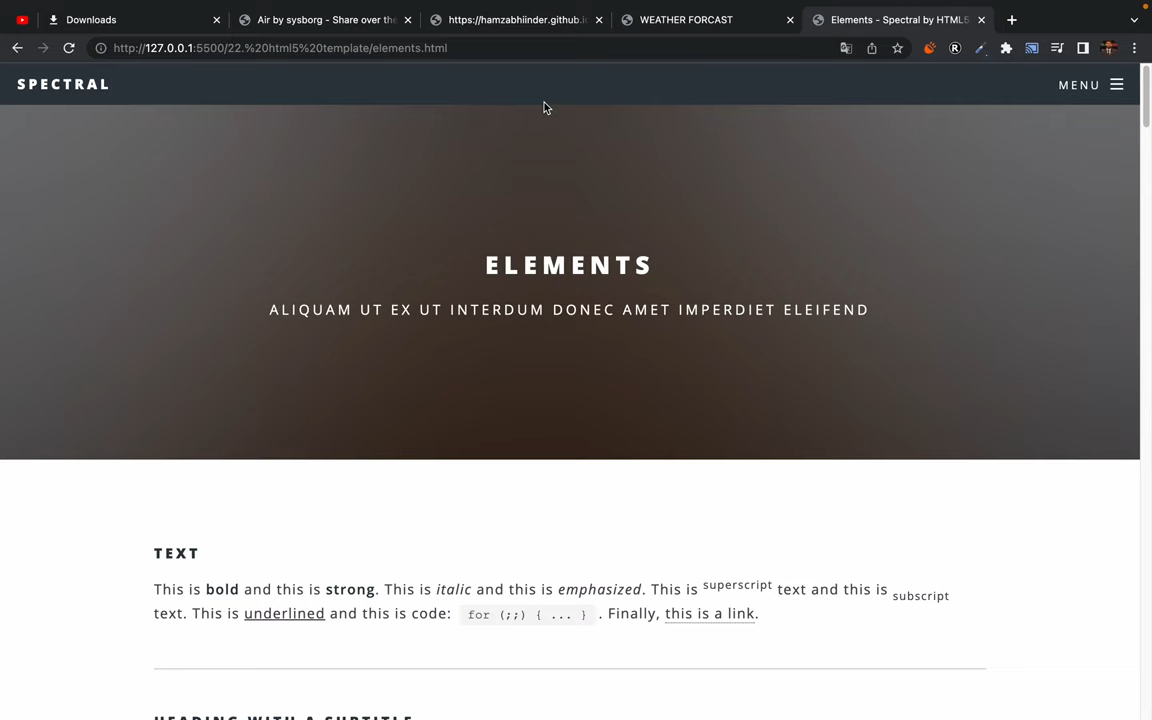 Downloads
Air by sysborg - Share over the
https://hamzabhiinder.github.i
WEATHER FORCAST
Elements - Spectral by HTML5
http://127.0.0.1:5500/22.%20html5%20template/elements.html
SPECTRAL
MENU
ELEMENTS
ALIQUAM UT EX UT INTERDUM DONEC AMET IMPERDIET ELEIFEND
TEXT
This is bold and this is strong. This is italic and this is emphasized. This is superscript text and this is subscript
text. This is underlined and this is code: for (;;) { ... } . Finally, this is a link.
HEADING WITH A SUBTITLE